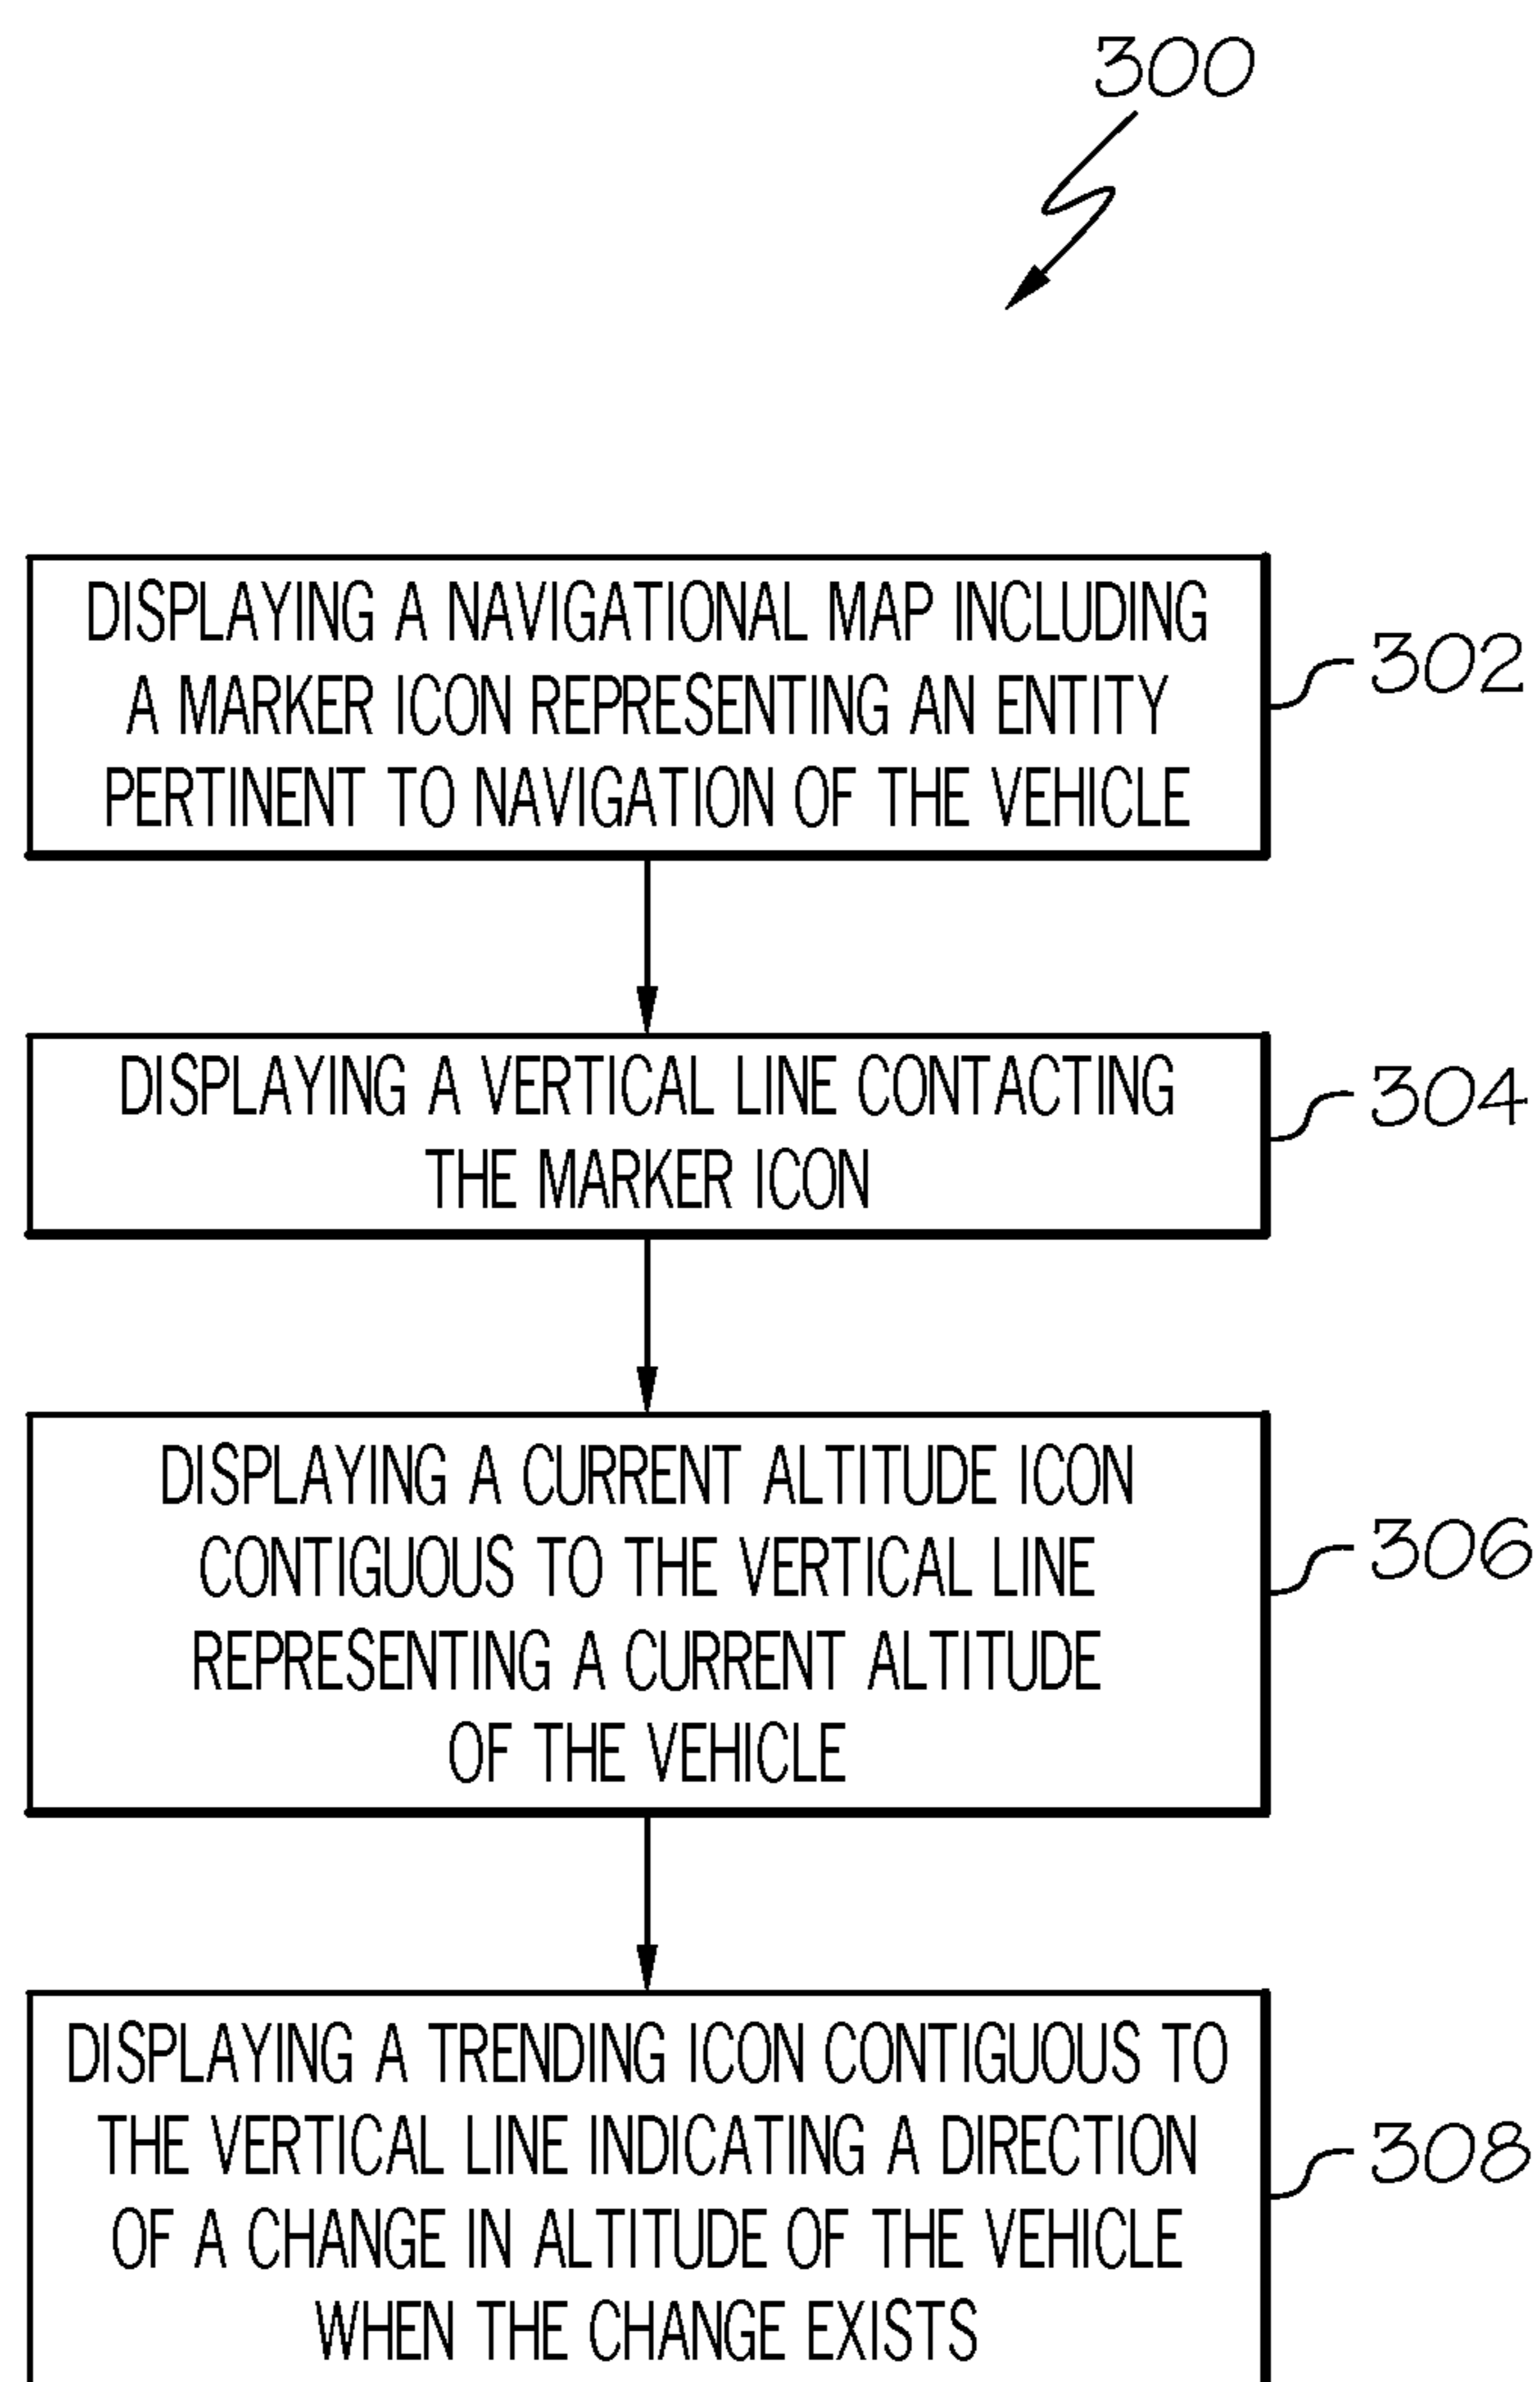 300
DISPLAYING A NAVIGATIONAL MAP INCLUDING
A MARKER ICON REPRESENTING AN ENTITY
PERTINENT TO NAVIGATION OF THE VEHICLE
302
DISPLAYING A VERTICAL LINE CONTACTING
THE MARKER ICON
304
DISPLAYING A CURRENT ALTITUDE ICON
CONTIGUOUS TO THE VERTICAL LINE
REPRESENTING A CURRENT ALTITUDE
OF THE VEHICLE
306
DISPLAYING A TRENDING ICON CONTIGUOUS TO
THE VERTICAL LINE INDICATING A DIRECTION
OF A CHANGE IN ALTITUDE OF THE VEHICLE
WHEN THE CHANGE EXISTS
308